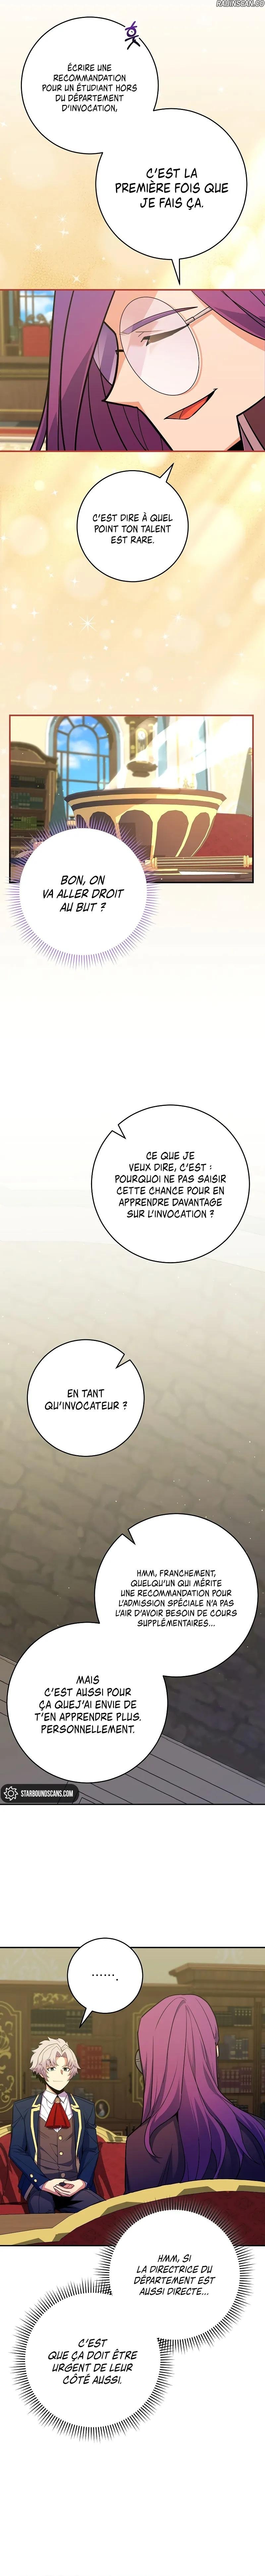 RAIJINSCAN.CO
ÉCRIRE UNE
RECOMMANDATION
POUR UN ÉTUDIANT HORS
DU DÉPARTEMENT
D'INVOCATION,
C'EST LA
PREMIÈRE FOIS QUE
JE FAIS ÇA.
C'EST DIRE À QUEL
POINT TON TALENT
EST RARE.
BON, ON
VA ALLER DROIT
AU BUT ?
CE QUE JE
VEUX DIRE, C'EST :
POURQUOI NE PAS SAISIR
CETTE CHANCE POUR EN
APPRENDRE DAVANTAGE
SUR L'INVOCATION ?
EN TANT
QU'INVOCATEUR ?
HMM, FRANCHEMENT,
QUELQU'UN QUI MÉRITE
UNE RECOMMANDATION POUR
L'ADMISSION SPÉCIALE N'A PAS
L'AIR D'AVOIR BESOIN DE COURS
SUPPLÉMENTAIRES...
MAIS
C'EST AUSSI POUR
ÇA QUEJ'AI ENVIE DE
T'EN APPRENDRE PLUS.
PERSONNELLEMENT.
STARBOUNDSCANS.COM
.......
HMM, SI
LA DIRECTRICE DU
DÉPARTEMENT EST
AUSSI DIRECTE...
C'EST
QUE ÇA DOIT ÊTRE
URGENT DE LEUR
CÔTÉ AUSSI.